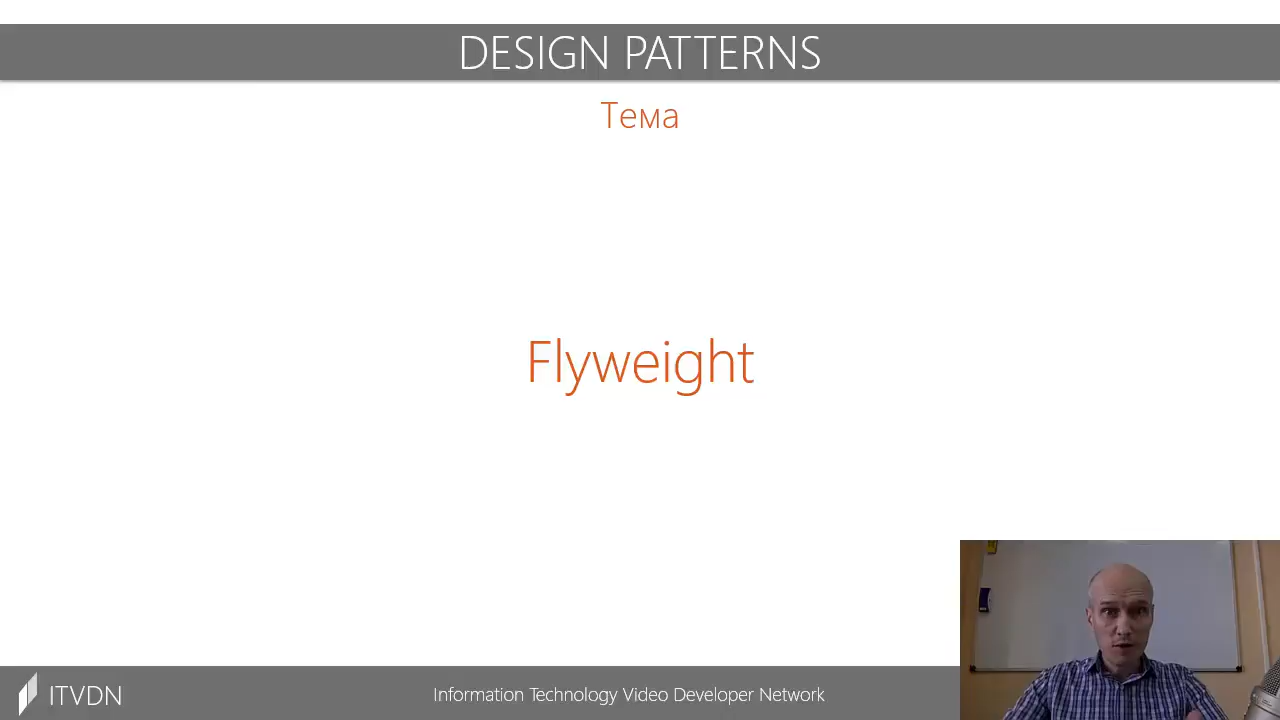 DESIGN PATTERNS
Тема
Flyweight
ITVDN
Information Technology Video Developer Network